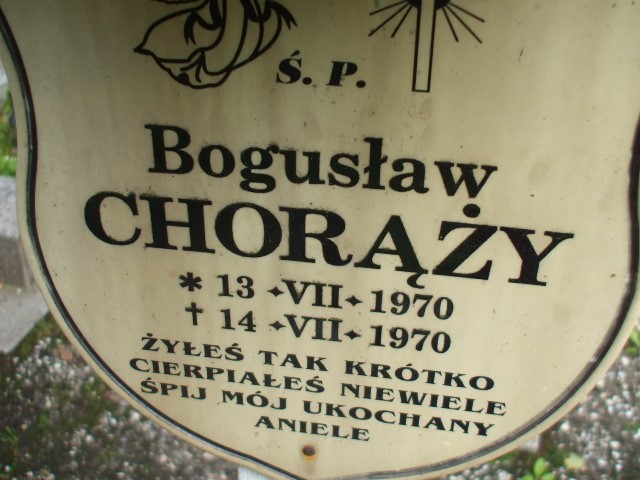 Ś. P.
Bogusław
CHORĄŻY
* 13 ✦VII✦ 1970
† 14 ✦VII✦ 1970
ŻYŁEŚ TAK KRÓTKO
CIERPIAŁEŚ NIEWIELE
ŚPIJ MÓJ UKOCHANY
ANIELE